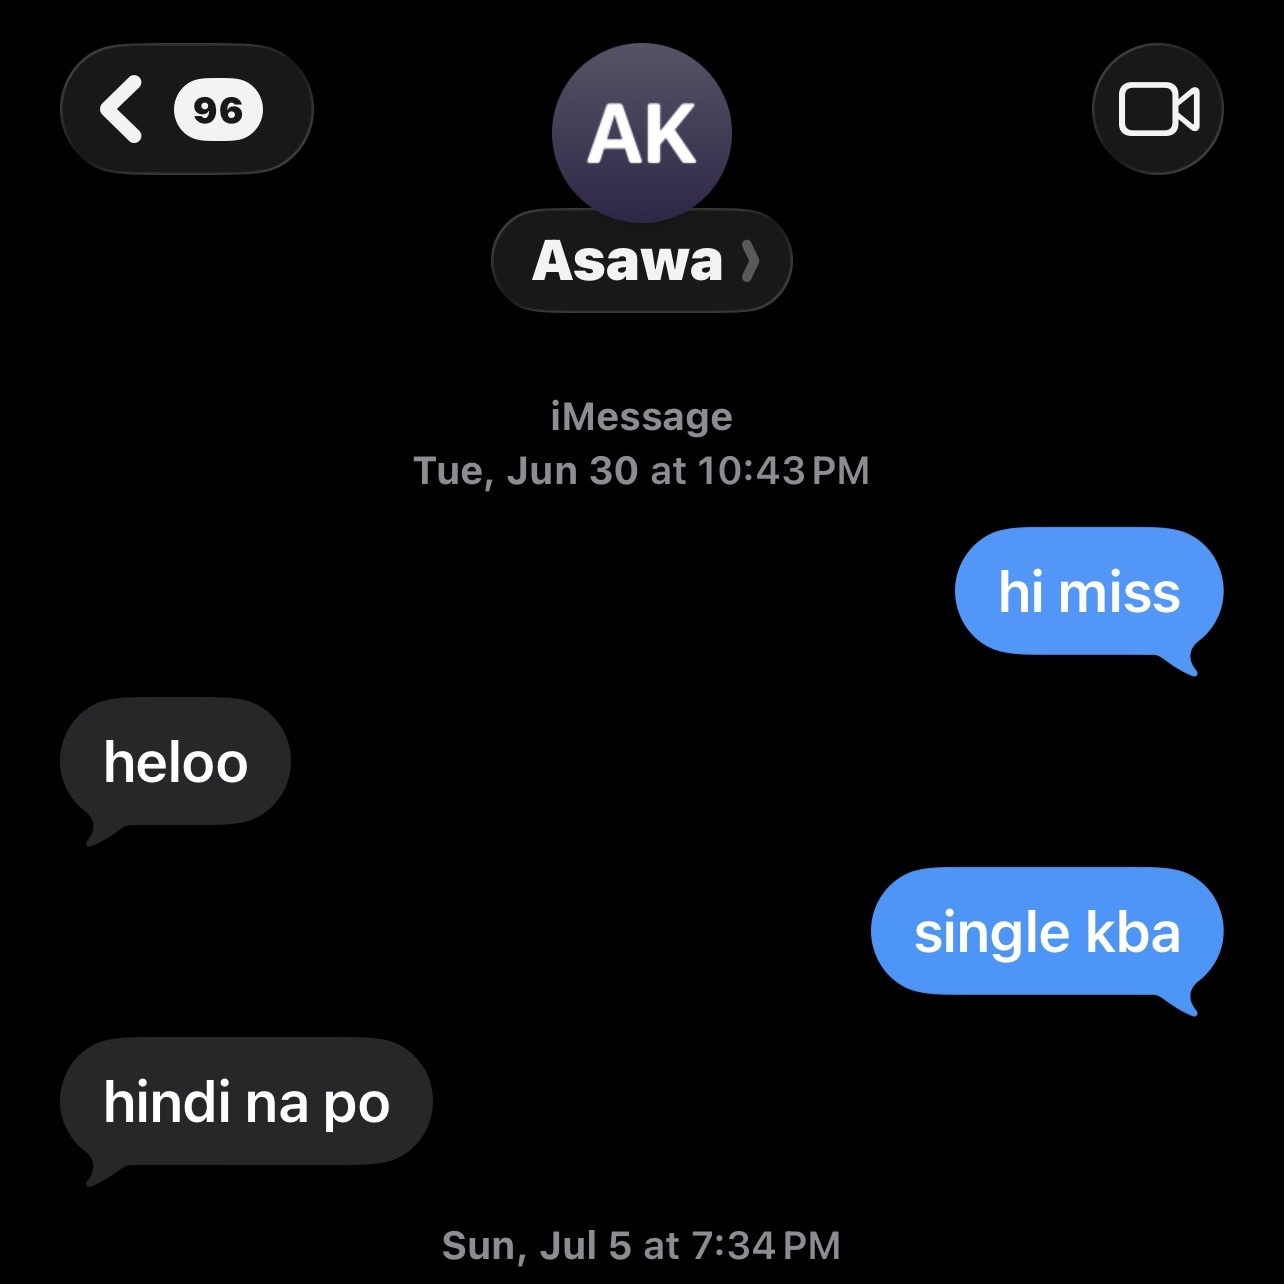 96
AK
Asawa
iMessage
Tue, Jun 30 at 10:43 PM
hi miss
heloo
single kba
hindi na po
Sun, Jul 5 at 7:34 PM